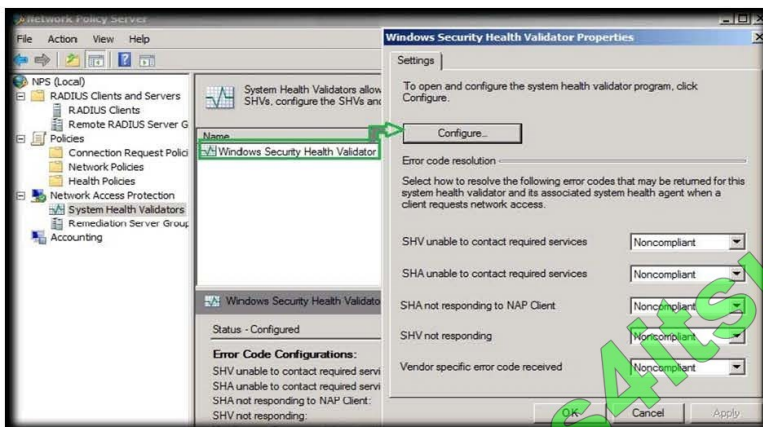 Network Policy Server
File Action View Help
NPS (Local)
RADIUS Clients and Servers
RADIUS Clients
Remote RADIUS Server G
Policies
Connection Request Polici
Network Policies
Health Policies
Network Access Protection
System Health Validators
Remediation Server Group
Accounting
System Health Validators allow
SHVs, configure the SHVs and
Name
Windows Security Health Validator
Windows Security Health Validato
Status - Configured
Error Code Configurations:
SHV unable to contact required servi
SHA unable to contact required servi
SHA not responding to NAP Client:
SHV not responding:
Windows Security Health Validator Properties
Settings
To open and configure the system health validator program, click
Configure.
Configure...
Error code resolution
Select how to resolve the following error codes that may be returned for this
system health validator and its associated system health agent when a
client requests network access.
SHV unable to contact required services Noncompliant
SHA unable to contact required services Noncompliant
SHA not responding to NAP Client Noncompliant
SHV not responding Noncompliant
Vendor specific error code received Noncompliant
OK Cancel Apply
s4its